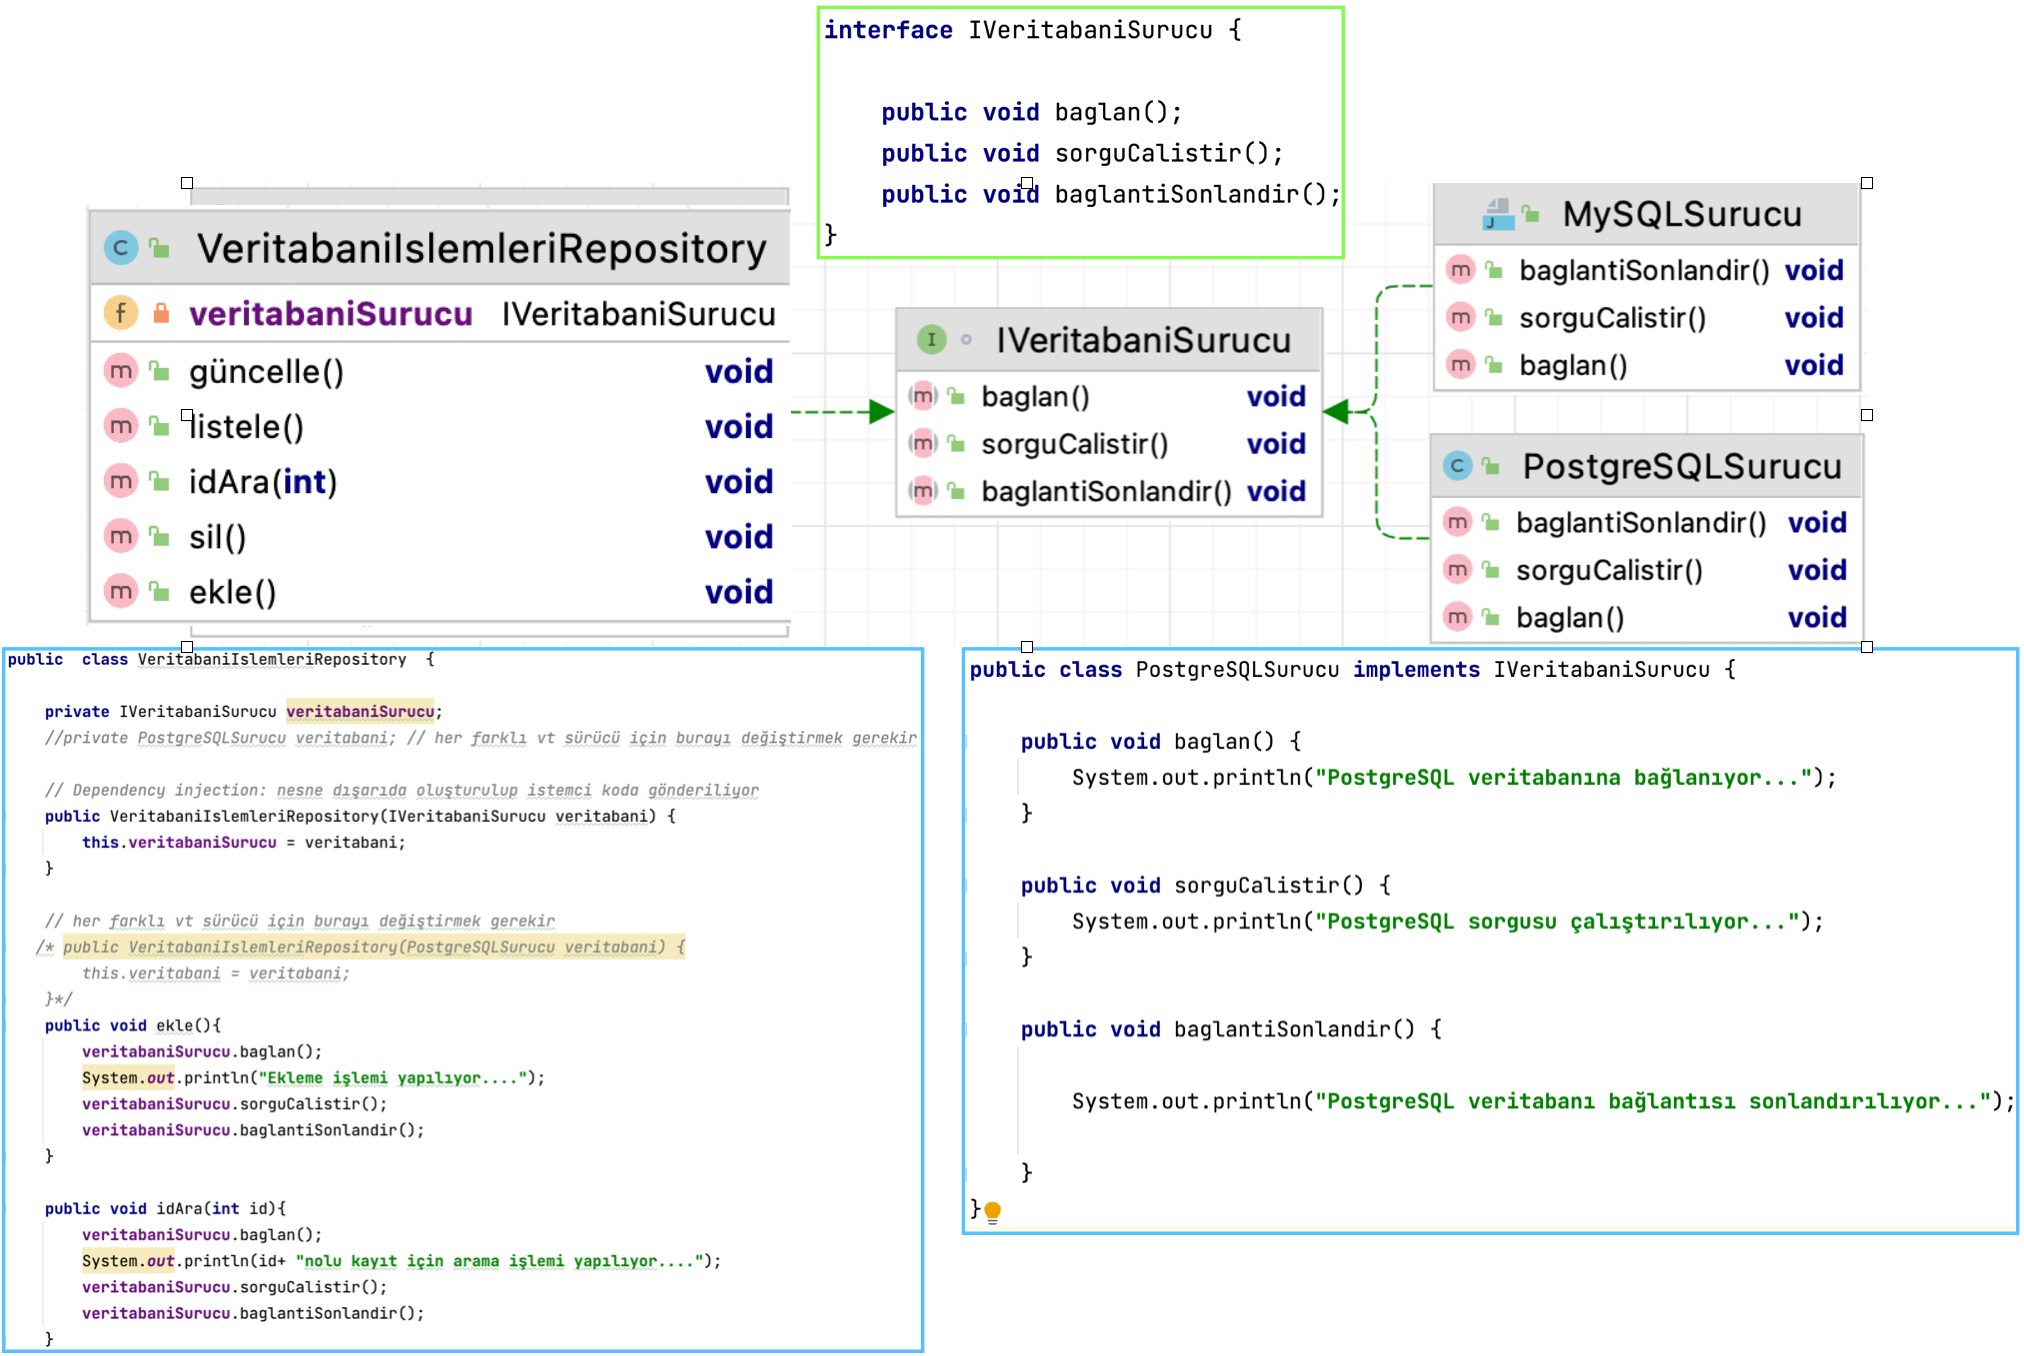 interface IVeritabaniSurucu {
public void baglan();
public void sorguCalistir();
public void baglantiSonlandir();
}
VeritabaniIslemleriRepository
veritabaniSurucu IVeritabaniSurucu
güncelle() void
listele() void
idAra(int) void
sil() void
ekle() void
IVeritabaniSurucu
baglan() void
sorguCalistir() void
baglantiSonlandir() void
MySQLSurucu
baglantiSonlandir() void
sorguCalistir() void
baglan() void
PostgreSQLSurucu
baglantiSonlandir() void
sorguCalistir() void
baglan() void
public class VeritabaniIslemleriRepository {
private IVeritabaniSurucu veritabaniSurucu;
//private PostgreSQLSurucu veritabani; // her farklı vt sürücü için burayı değiştirmek gerekir
// Dependency injection: nesne dışarıda oluşturulup istemci koda gönderiliyor
public VeritabaniIslemleriRepository(IVeritabaniSurucu veritabani) {
this.veritabaniSurucu = veritabani;
}
// her farklı vt sürücü için burayı değiştirmek gerekir
/* public VeritabaniIslemleriRepository(PostgreSQLSurucu veritabani) {
this.veritabani = veritabani;
}*/
public void ekle(){
veritabaniSurucu.baglan();
System.out.println("Ekleme işlemi yapılıyor....");
veritabaniSurucu.sorguCalistir();
veritabaniSurucu.baglantiSonlandir();
}
public void idAra(int id){
veritabaniSurucu.baglan();
System.out.println(id+ "nolu kayıt için arama işlemi yapılıyor....");
veritabaniSurucu.sorguCalistir();
veritabaniSurucu.baglantiSonlandir();
}
public class PostgreSQLSurucu implements IVeritabaniSurucu {
public void baglan() {
System.out.println("PostgreSQL veritabanına bağlanıyor...");
}
public void sorguCalistir() {
System.out.println("PostgreSQL sorgusu çalıştırılıyor...");
}
public void baglantiSonlandir() {
System.out.println("PostgreSQL veritabanı bağlantısı sonlandırılıyor...");
}
}